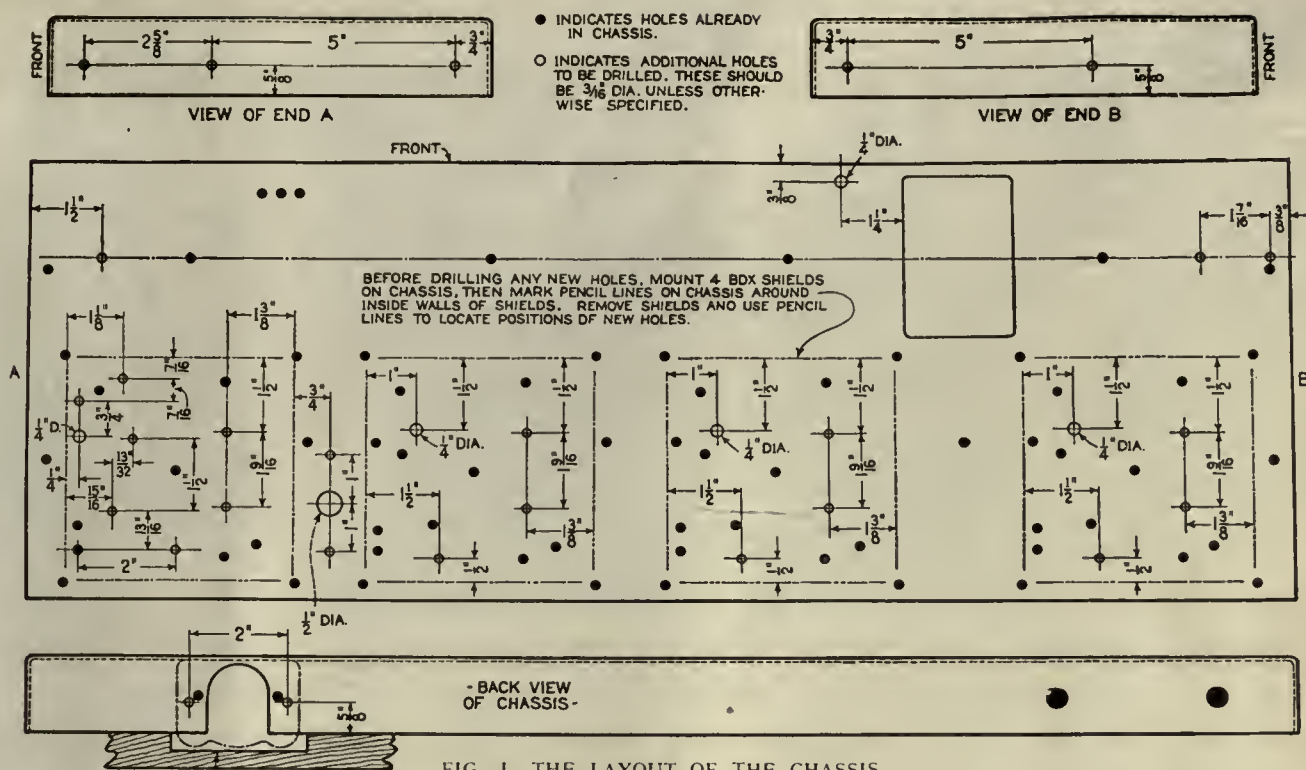 ● INDICATES HOLES ALREADY
IN CHASSIS.
○ INDICATES ADDITIONAL HOLES
TO BE DRILLED. THESE SHOULD
BE 3/16" DIA. UNLESS OTHER-
WISE SPECIFIED.
FRONT
2 5/8"
5"
3/4"
5/8"
VIEW OF END A
3/4"
5"
5/8"
FRONT
VIEW OF END B
FRONT
1/4" DIA.
3/8"
1 1/2"
1 1/4"
1 7/16"
3/8"
BEFORE DRILLING ANY NEW HOLES, MOUNT 4 BDX SHIELDS
ON CHASSIS, THEN MARK PENCIL LINES ON CHASSIS AROUND
INSIDE WALLS OF SHIELDS. REMOVE SHIELDS AND USE PENCIL
LINES TO LOCATE POSITIONS OF NEW HOLES.
A
1 1/8"
7/16"
7/16"
1 3/8"
1 1/2"
3/4"
1/4" D.
13/32"
1 1/2"
1/4"
15/16"
13/16"
1 9/16"
2"
3/4"
1"
1"
1/2" DIA.
1"
1 1/2"
1/4" DIA.
1 9/16"
1 1/2"
1 3/8"
1/2"
1"
1 1/2"
1/4" DIA.
1 9/16"
1 1/2"
1 3/8"
1/2"
1"
1 1/2"
1/4" DIA.
1 9/16"
1 1/2"
1 3/8"
1/2"
2"
5/8"
-BACK VIEW
OF CHASSIS-
FIG. 1. THE LAYOUT OF THE CHASSIS